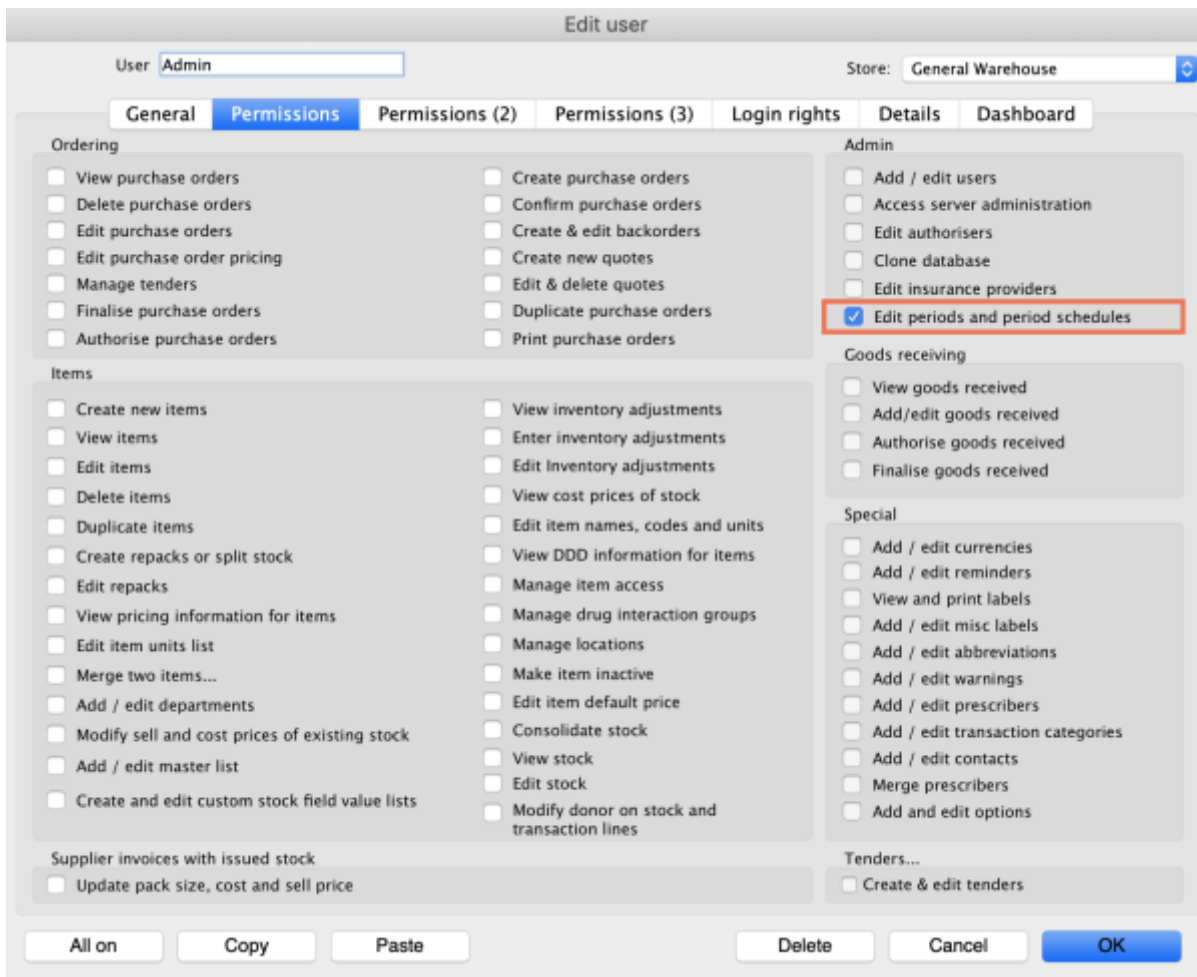 Edit user
User Admin
Store: General Warehouse
General Permissions Permissions (2) Permissions (3) Login rights Details Dashboard
Ordering
View purchase orders
Delete purchase orders
Edit purchase orders
Edit purchase order pricing
Manage tenders
Finalise purchase orders
Authorise purchase orders
Create purchase orders
Confirm purchase orders
Create & edit backorders
Create new quotes
Edit & delete quotes
Duplicate purchase orders
Print purchase orders
Items
Create new items
View items
Edit items
Delete items
Duplicate items
Create repacks or split stock
Edit repacks
View pricing information for items
Edit item units list
Merge two items...
Add / edit departments
Modify sell and cost prices of existing stock
Add / edit master list
Create and edit custom stock field value lists
View inventory adjustments
Enter inventory adjustments
Edit Inventory adjustments
View cost prices of stock
Edit item names, codes and units
View DDD information for items
Manage item access
Manage drug interaction groups
Manage locations
Make item inactive
Edit item default price
Consolidate stock
View stock
Edit stock
Modify donor on stock and
transaction lines
Supplier invoices with issued stock
Update pack size, cost and sell price
Admin
Add / edit users
Access server administration
Edit authorisers
Clone database
Edit insurance providers
Edit periods and period schedules
Goods receiving
View goods received
Add/edit goods received
Authorise goods received
Finalise goods received
Special
Add / edit currencies
Add / edit reminders
View and print labels
Add / edit misc labels
Add / edit abbreviations
Add / edit warnings
Add / edit prescribers
Add / edit transaction categories
Add / edit contacts
Merge prescribers
Add and edit options
Tenders...
Create & edit tenders
All on Copy Paste Delete Cancel OK